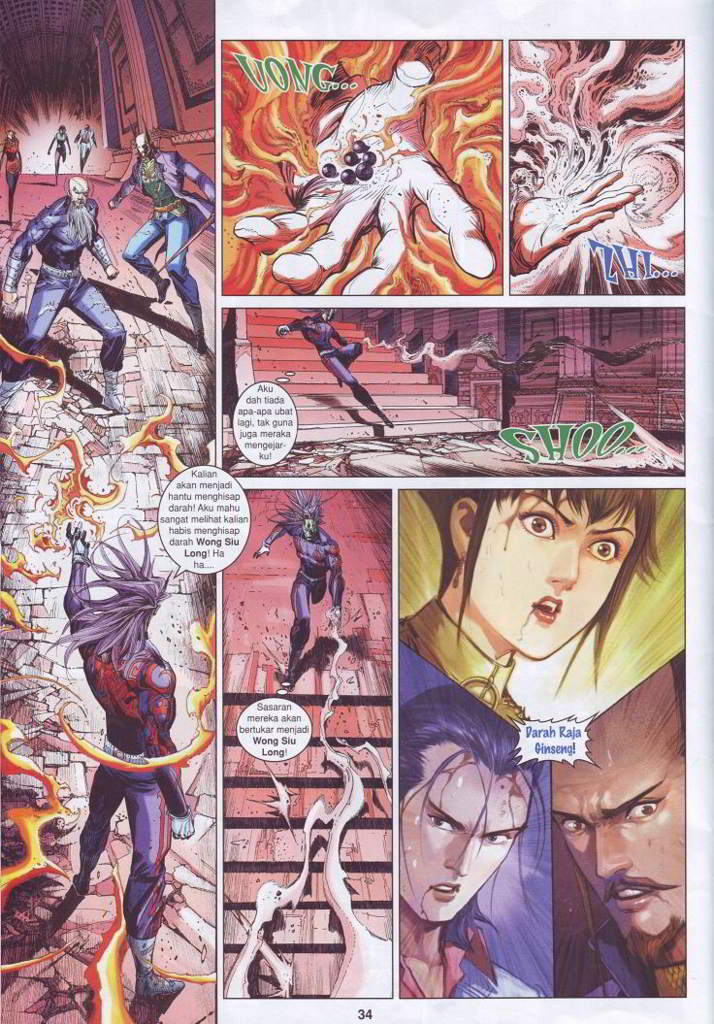 UONG...
ZHI...
Aku
dah tiada
apa-apa ubat
lagi, tak guna
juga meraka
mengejar-
ku!
SHOO...
Kalian
akan menjadi
hantu menghisap
darah! Aku mahu
sangat melihat kalian
habis menghisap
darah Wong Siu
Long! Ha
ha....
Sasaran
mereka akan
bertukar menjadi
Wong Siu
Long!
Darah Raja
Ginseng!
34